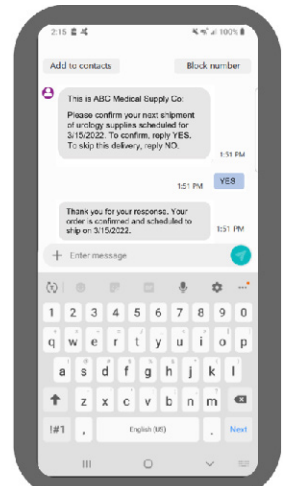 2:15
100%
Add to contacts Block number
This is ABC Medical Supply Co:
Please confirm your next shipment
of urology supplies scheduled for
3/15/2022. To confirm, reply YES.
To skip this delivery, reply NO.
1:51 PM
1:51 PM YES
Thank you for your response. Your
order is confirmed and scheduled to
ship on 3/15/2022.
1:51 PM
Enter message
1 2 3 4 5 6 7 8 9 0
q w e r t y u i o p
a s d f g h j k l
z x c v b n m
!#1 , English (US) . Next